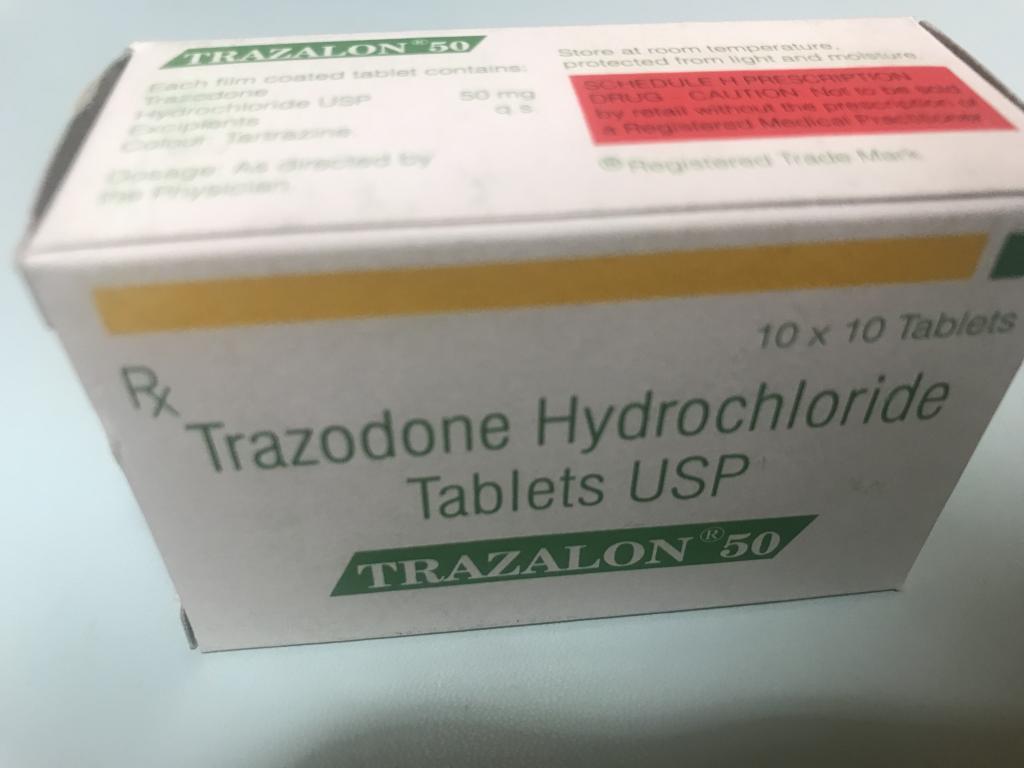 TRAZALON ® 50
Each film coated tablet contains:
Trazodone
Hydrochloride USP 50 mg
Excipients q.s.
Colour: Tartrazine
Dosage: As directed by
the Physician.
Store at room temperature,
protected from light and moisture.
SCHEDULE H PRESCRIPTION
DRUG CAUTION Not to be sold
by retail without the prescription of
a Registered Medical Practitioner
® Registered Trade Mark
10 x 10 Tablets
Rx
Trazodone Hydrochloride
Tablets USP
TRAZALON ® 50